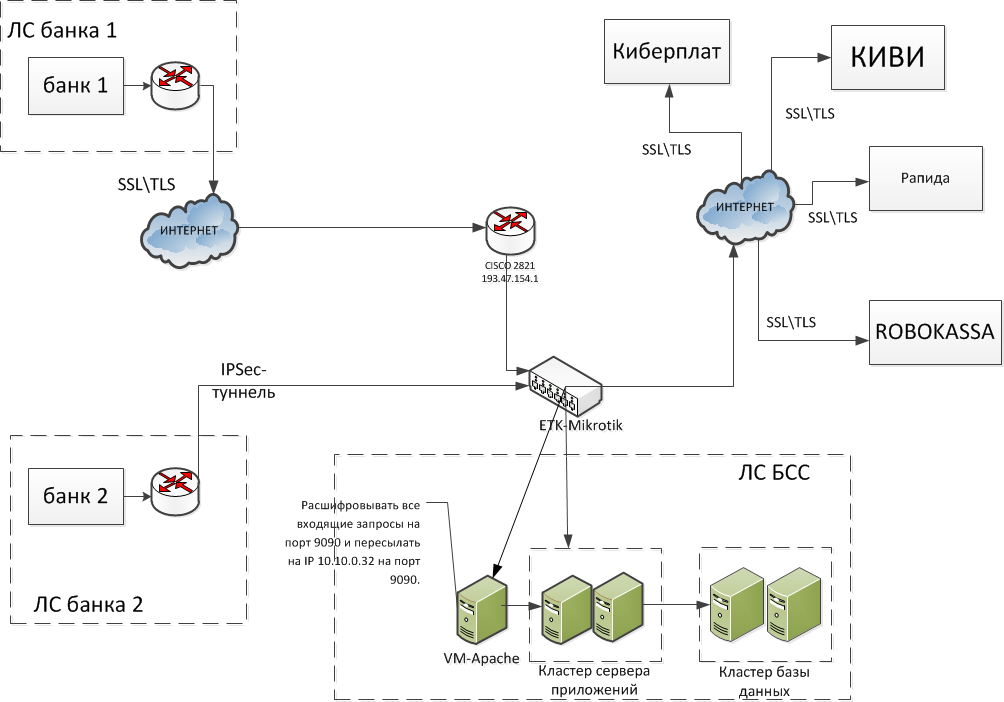 ЛС банка 1
банк 1
SSL\TLS
ИНТЕРНЕТ
CISCO 2821
193.47.154.1
Киберплат
КИВИ
SSL\TLS
SSL\TLS
Рапида
ИНТЕРНЕТ
SSL\TLS
SSL\TLS
ROBOKASSA
IPSec-
туннель
ETK-Mikrotik
банк 2
ЛС банка 2
ЛС БСС
Расшифровывать все
входящие запросы на
порт 9090 и пересылать
на IP 10.10.0.32 на порт
9090.
VM-Apache
Кластер сервера
приложений
Кластер базы
данных